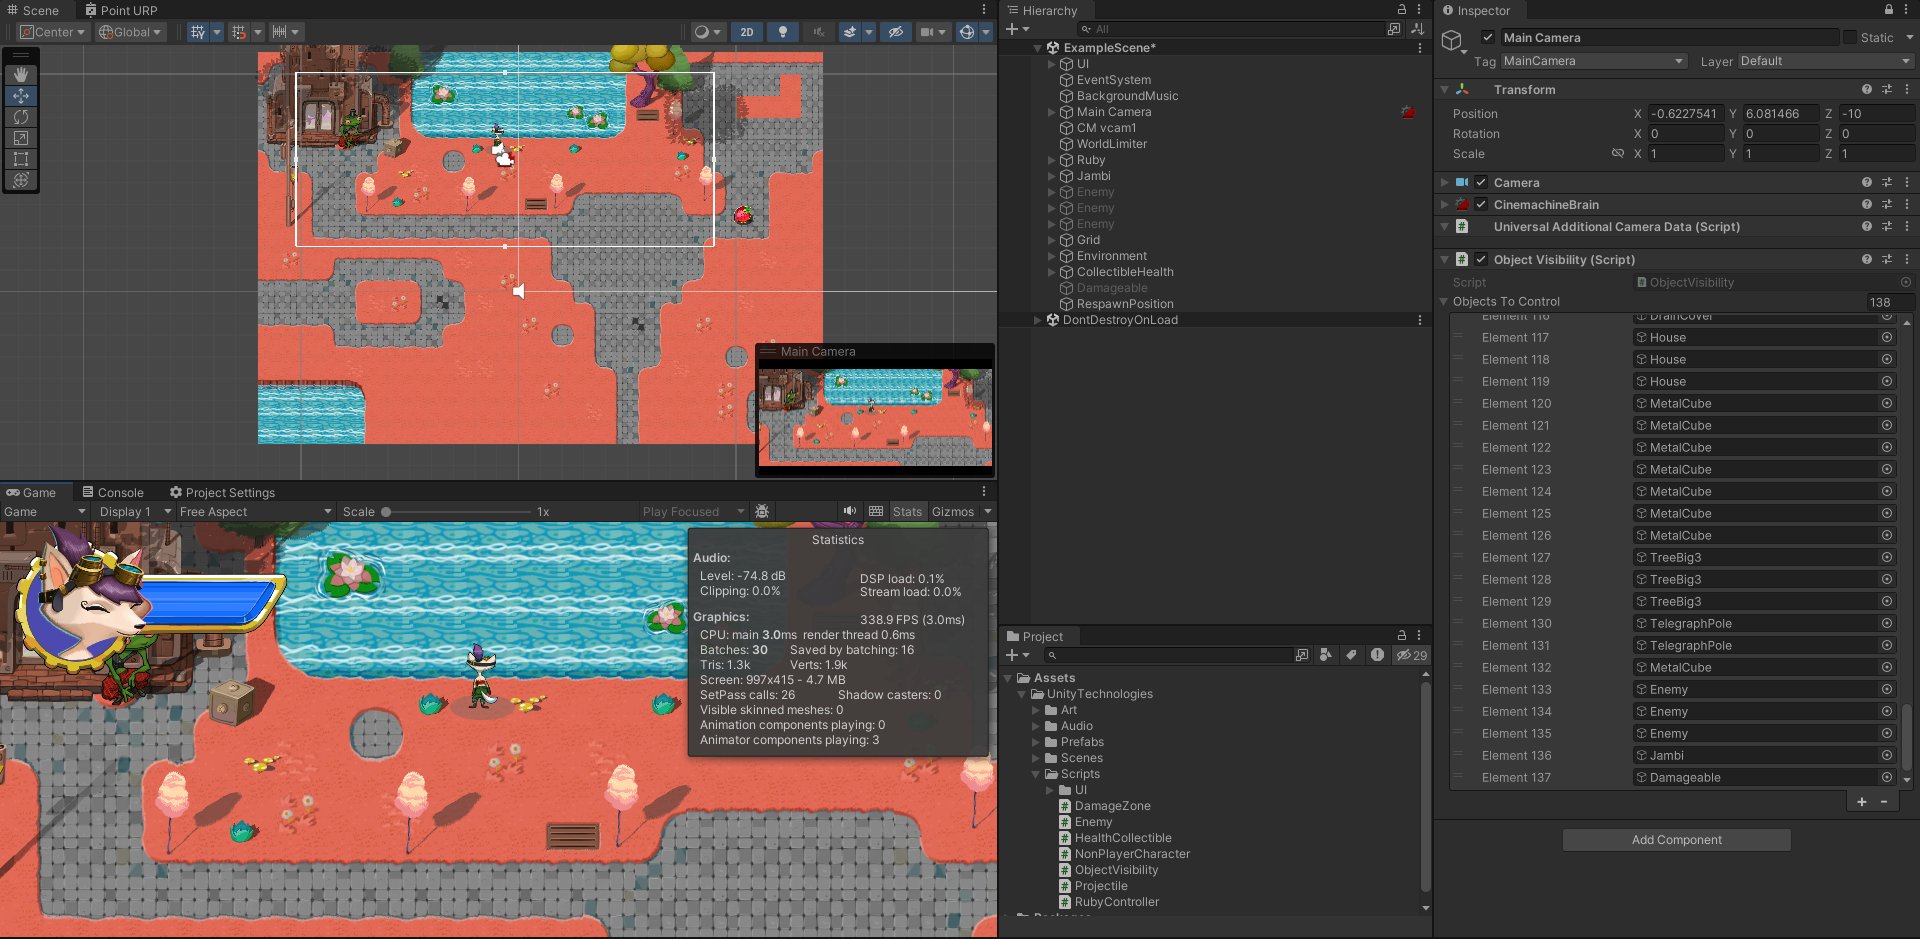 Scene
Point URP
Center
Global
2D
Main Camera
Game
Console
Project Settings
Game
Display 1
Free Aspect
Scale
1x
Play Focused
Stats
Gizmos
Statistics
Audio:
Level: -74.8 dB
DSP load: 0.1%
Clipping: 0.0%
Stream load: 0.0%
Graphics:
338.9 FPS (3.0ms)
CPU: main 3.0ms render thread 0.6ms
Batches: 30
Saved by batching: 16
Tris: 1.3k
Verts: 1.9k
Screen: 997x415 - 4.7 MB
SetPass calls: 26
Shadow casters: 0
Visible skinned meshes: 0
Animation components playing: 0
Animator components playing: 3
Hierarchy
All
ExampleScene*
UI
EventSystem
BackgroundMusic
Main Camera
CM vcam1
WorldLimiter
Ruby
Jambi
Enemy
Enemy
Enemy
Grid
Environment
CollectibleHealth
Damageable
RespawnPosition
DontDestroyOnLoad
Project
29
Assets
UnityTechnologies
Art
Audio
Prefabs
Scenes
Scripts
UI
DamageZone
Enemy
HealthCollectible
NonPlayerCharacter
ObjectVisibility
Projectile
RubyController
Packages
Inspector
Main Camera
Static
Tag MainCamera
Layer Default
Transform
Position X -0.6227541 Y 6.081466 Z -10
Rotation X 0 Y 0 Z 0
Scale X 1 Y 1 Z 1
Camera
CinemachineBrain
Universal Additional Camera Data (Script)
Object Visibility (Script)
Script ObjectVisibility
Objects To Control 138
Element 116 DrainCover
Element 117 House
Element 118 House
Element 119 House
Element 120 MetalCube
Element 121 MetalCube
Element 122 MetalCube
Element 123 MetalCube
Element 124 MetalCube
Element 125 MetalCube
Element 126 MetalCube
Element 127 TreeBig3
Element 128 TreeBig3
Element 129 TreeBig3
Element 130 TelegraphPole
Element 131 TelegraphPole
Element 132 MetalCube
Element 133 Enemy
Element 134 Enemy
Element 135 Enemy
Element 136 Jambi
Element 137 Damageable
Add Component